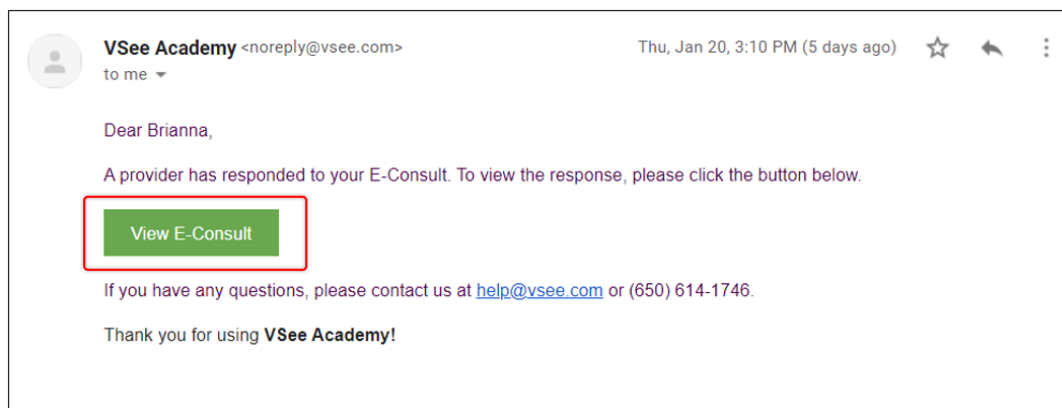 VSee Academy <noreply@vsee.com> Thu, Jan 20, 3:10 PM (5 days ago)
to me
Dear Brianna,
A provider has responded to your E-Consult. To view the response, please click the button below.
View E-Consult
If you have any questions, please contact us at help@vsee.com or (650) 614-1746.
Thank you for using VSee Academy!